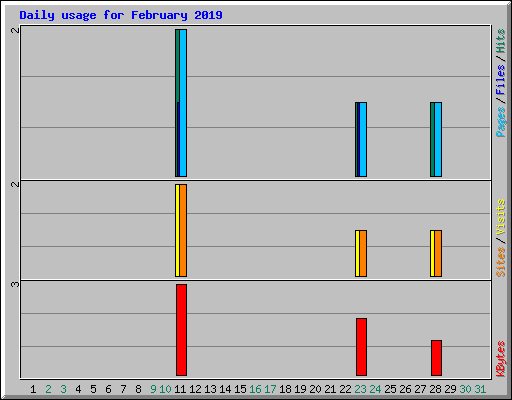 Daily usage for February 2019
2
Pages / Files / Hits
2
Sites / Visits
3
KBytes
1 2 3 4 5 6 7 8 9 10 11 12 13 14 15 16 17 18 19 20 21 22 23 24 25 26 27 28 29 30 31